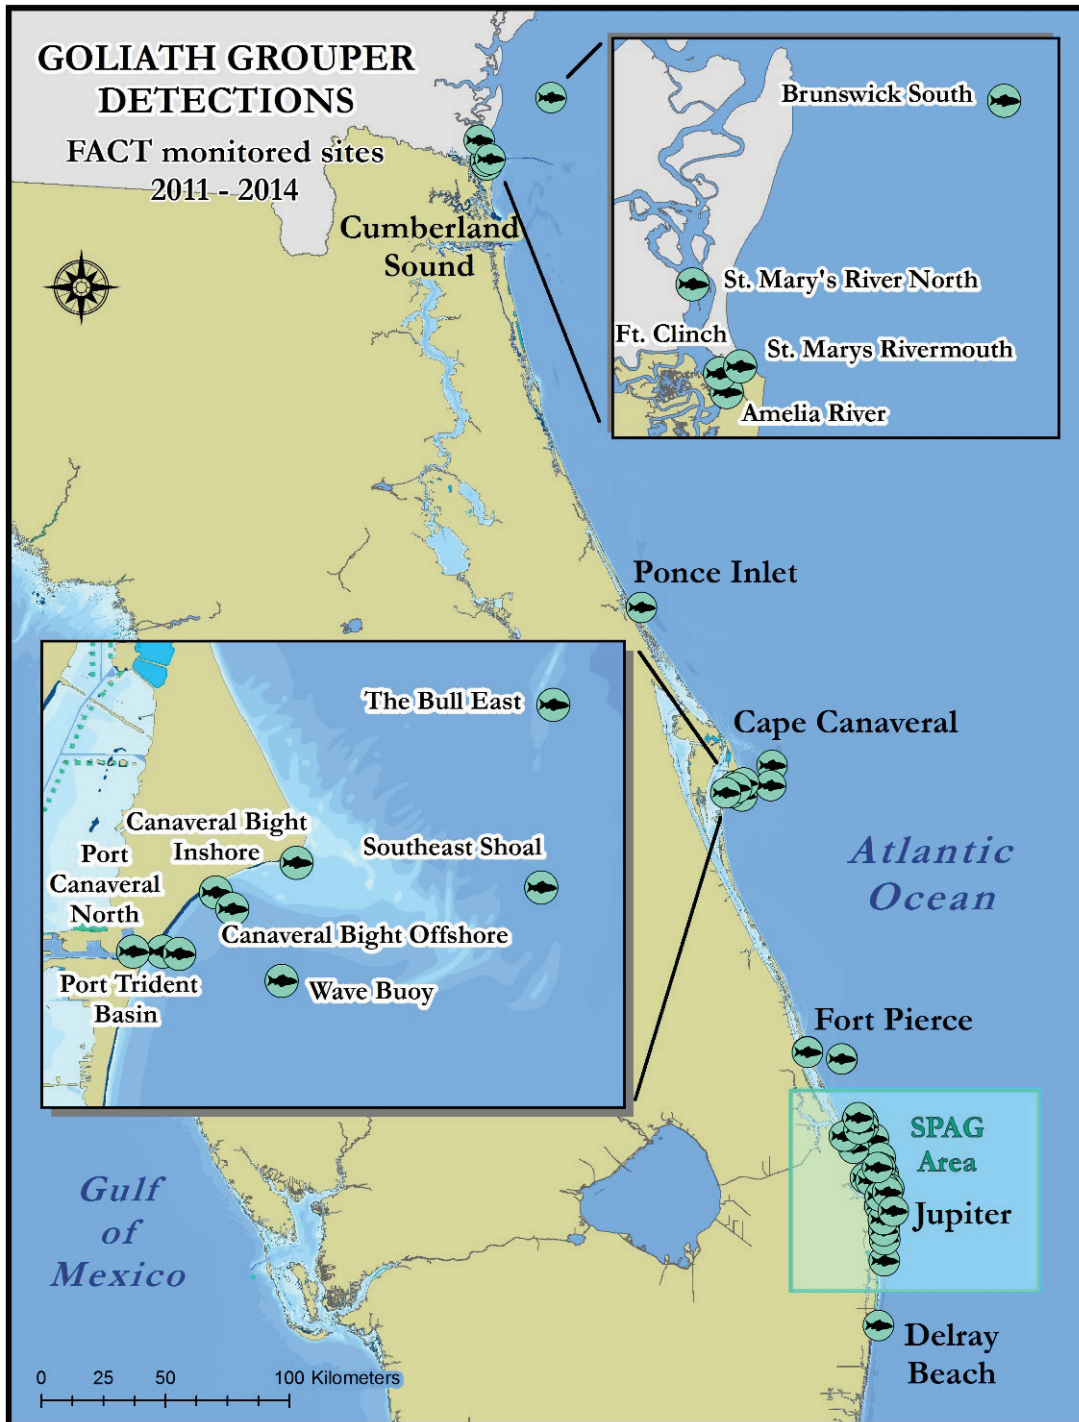 GOLIATH GROUPER
DETECTIONS
FACT monitored sites
2011 - 2014
Cumberland
Sound
Brunswick South
St. Mary's River North
Ft. Clinch
St. Marys Rivermouth
Amelia River
Ponce Inlet
Cape Canaveral
The Bull East
Canaveral Bight
Inshore
Port
Canaveral
North
Southeast Shoal
Canaveral Bight Offshore
Port Trident
Basin
Wave Buoy
Atlantic
Ocean
Fort Pierce
SPAG
Area
Jupiter
Gulf
of
Mexico
Delray
Beach
0 25 50 100 Kilometers